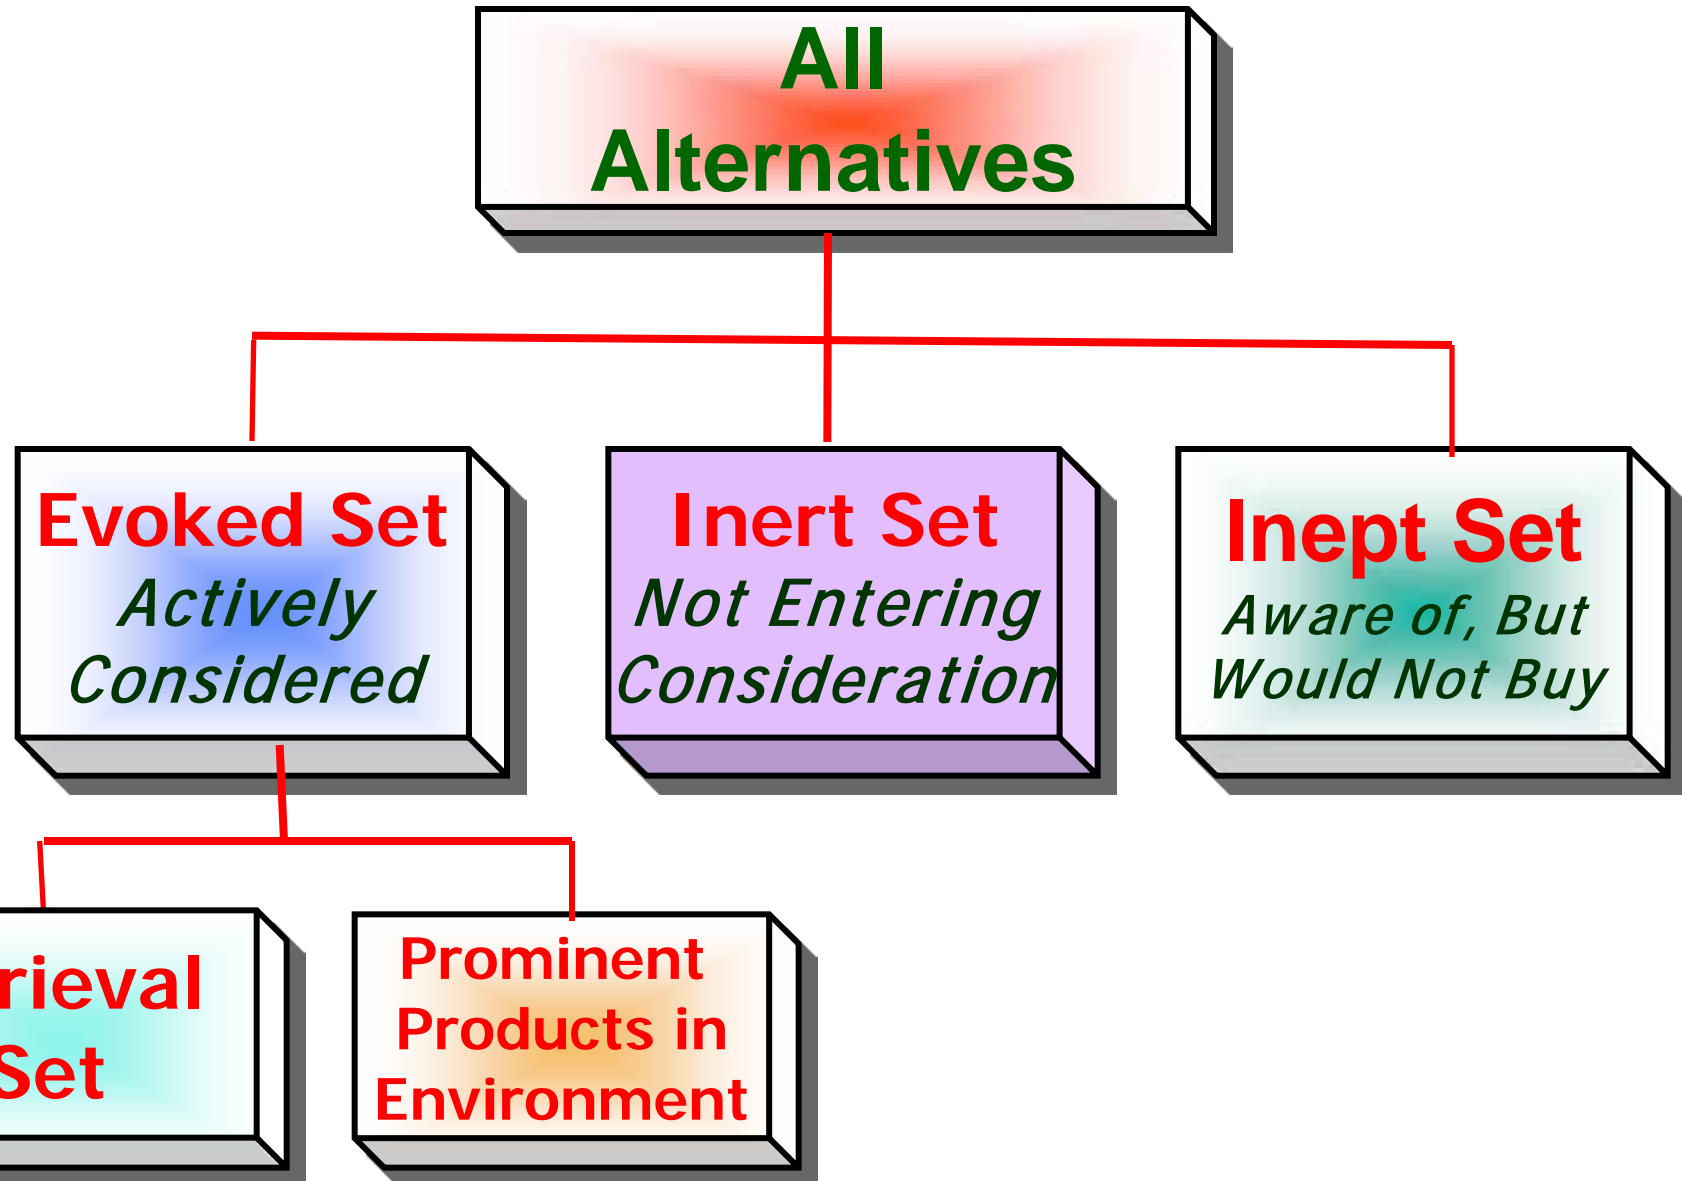 All
Alternatives
Evoked Set
Actively
Considered
Inert Set
Not Entering
Consideration
Inept Set
Aware of, But
Would Not Buy
rieval
Set
Prominent
Products in
Environment